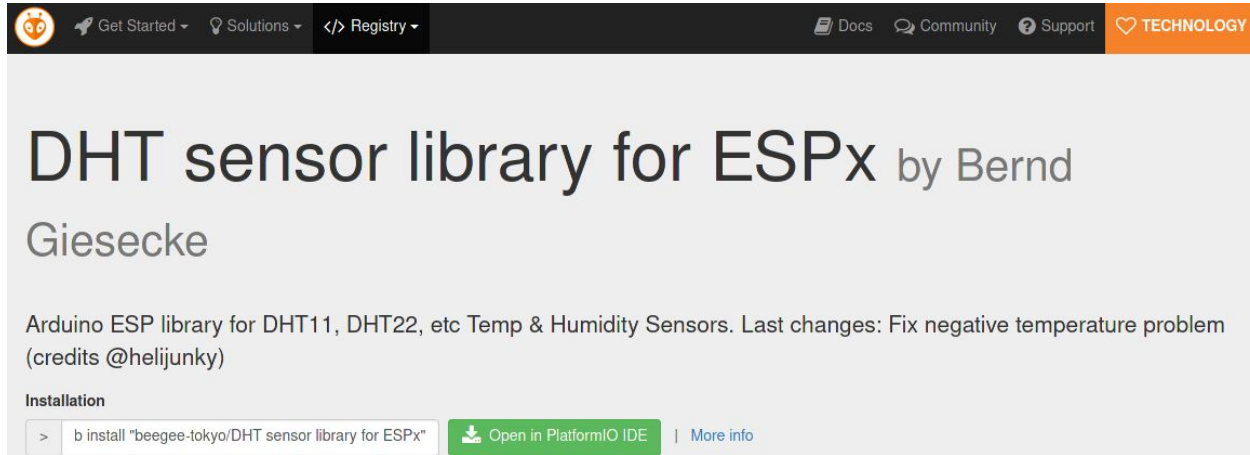 Get Started Solutions </> Registry Docs Community Support TECHNOLOGY
DHT sensor library for ESPx by Bernd
Giesecke
Arduino ESP library for DHT11, DHT22, etc Temp & Humidity Sensors. Last changes: Fix negative temperature problem
(credits @helijunky)
Installation
> b install "beegee-tokyo/DHT sensor library for ESPx" Open in PlatformIO IDE | More info